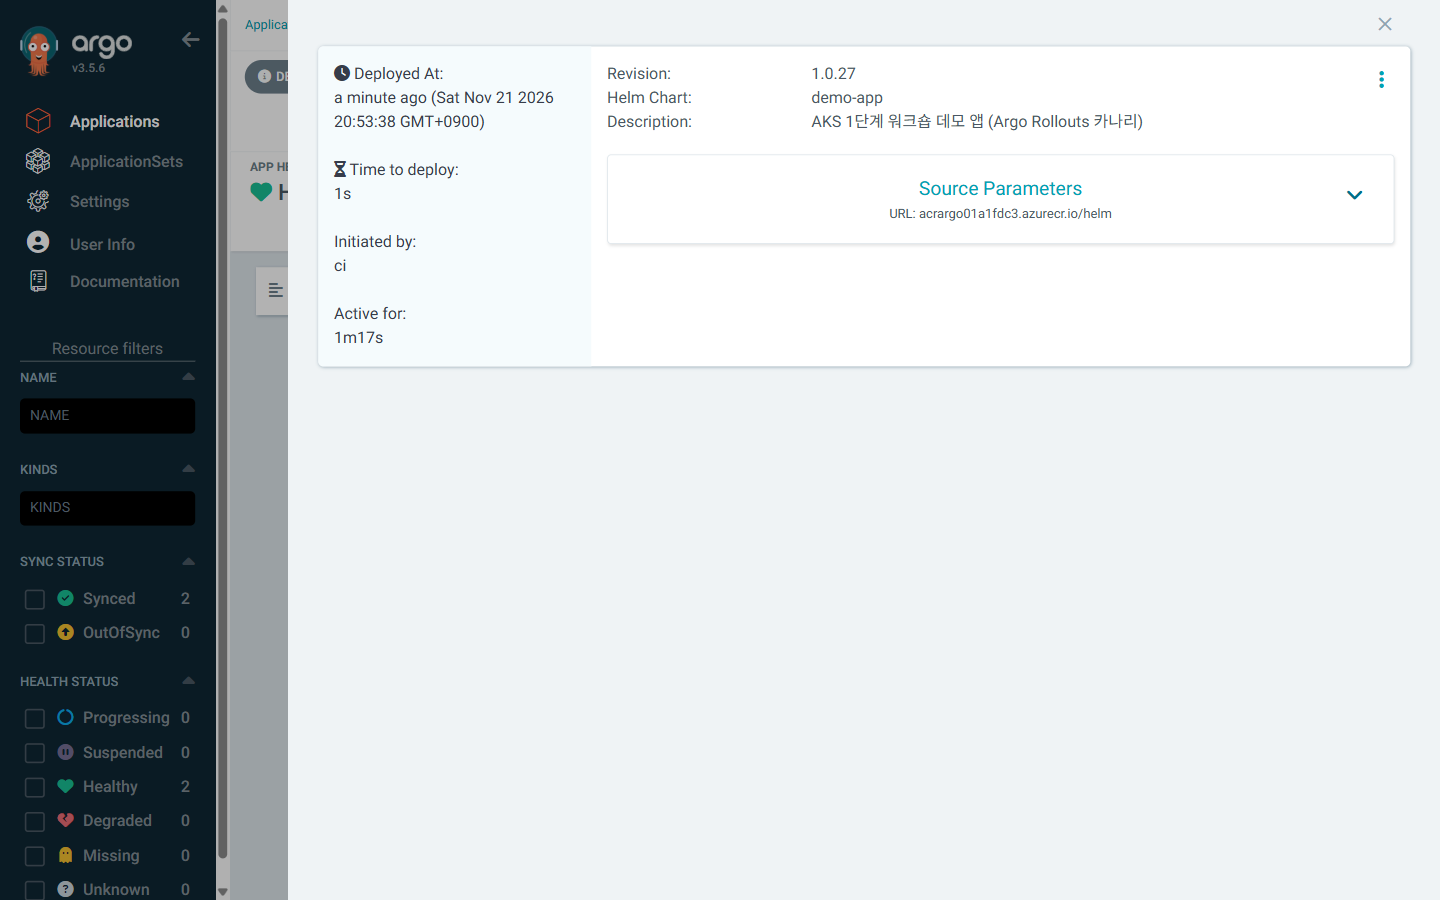 argo
v3.5.6
Applications
ApplicationSets
Settings
User Info
Documentation
Resource filters
NAME
NAME
KINDS
KINDS
SYNC STATUS
Synced 2
OutOfSync 0
HEALTH STATUS
Progressing 0
Suspended 0
Healthy 2
Degraded 0
Missing 0
Unknown 0
Applica
DE
APP HE
H
Deployed At:
a minute ago (Sat Nov 21 2026
20:53:38 GMT+0900)
Time to deploy:
1s
Initiated by:
ci
Active for:
1m17s
Revision: 1.0.27
Helm Chart: demo-app
Description: AKS 1단계 워크숍 데모 앱 (Argo Rollouts 카나리)
Source Parameters
URL: acrargo01a1fdc3.azurecr.io/helm